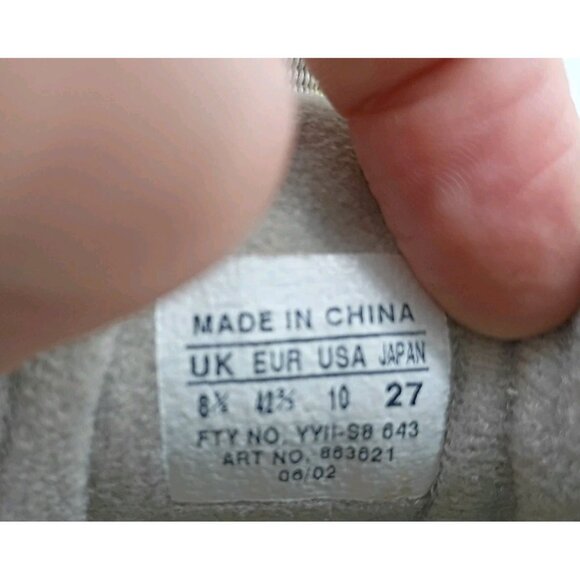 MADE IN CHINA
UK EUR USA JAPAN
8½ 42⅔ 10 27
FTY NO. YYII-S8 643
ART NO. 863621
06/02